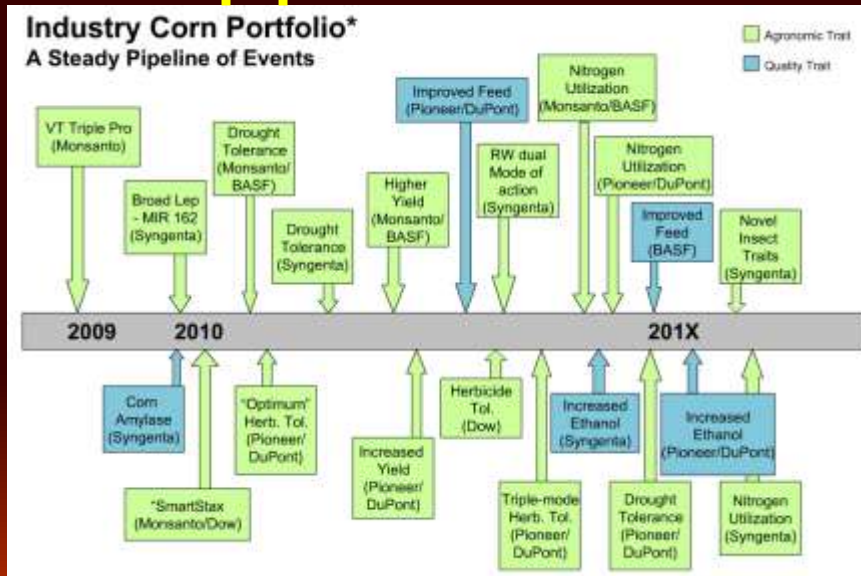 Industry Corn Portfolio*
A Steady Pipeline of Events
Agronomic Trait
Quality Trait
VT Triple Pro
(Monsanto)
Broad Lep
- MIR 162
(Syngenta)
Drought
Tolerance
(Monsanto/
BASF)
Drought
Tolerance
(Syngenta)
Higher
Yield
(Monsanto/
BASF)
Improved Feed
(Pioneer/DuPont)
RW dual
Mode of
action
(Syngenta)
Nitrogen
Utilization
(Monsanto/BASF)
Nitrogen
Utilization
(Pioneer/DuPont)
Improved
Feed
(BASF)
Novel
Insect
Traits
(Syngenta)
2009
2010
201X
Corn
Amylase
(Syngenta)
"SmartStax
(Monsanto/Dow)
"Optimum"
Herb. Tol.
(Pioneer/
DuPont)
Increased
Yield
(Pioneer/
DuPont)
Herbicide
Tol.
(Dow)
Triple-mode
Herb. Tol.
(Pioneer/
DuPont)
Increased
Ethanol
(Syngenta)
Drought
Tolerance
(Pioneer/
DuPont)
Increased
Ethanol
(Pioneer/DuPont)
Nitrogen
Utilization
(Syngenta)